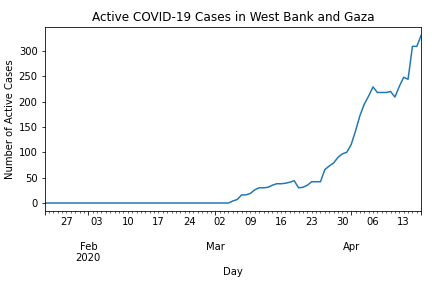 Active COVID-19 Cases in West Bank and Gaza
300
250
200
150
100
50
0
Number of Active Cases
27 03 10 17 24 02 09 16 23 30 06 13
Feb Mar Apr
2020
Day